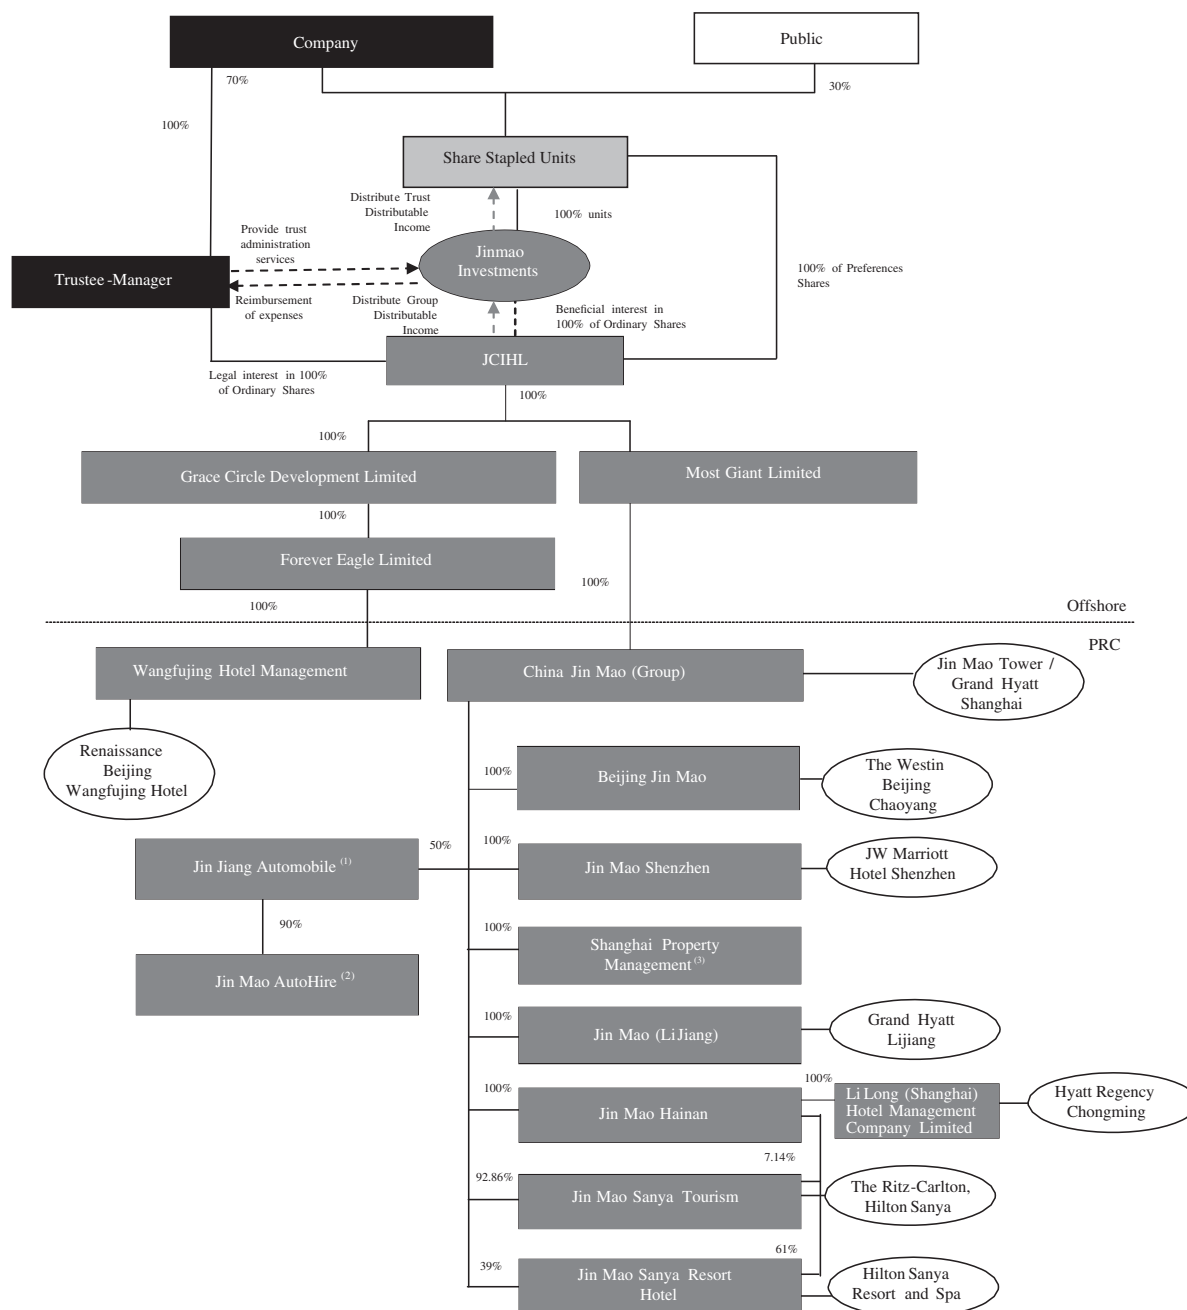 Company
Public
70%
30%
100%
Share Stapled Units
Distribute Trust
Distributable
Income
100% units
Provide trust
administration
services
Jinmao
Investments
100% of Preferences
Shares
Trustee-Manager
Reimbursement
of expenses
Distribute Group
Distributable
Income
Beneficial interest in
100% of Ordinary Shares
JCIHL
Legal interest in 100%
of Ordinary Shares
100%
100%
Grace Circle Development Limited
Most Giant Limited
100%
Forever Eagle Limited
100%
100%
Offshore
PRC
Wangfujing Hotel Management
China Jin Mao (Group)
Jin Mao Tower /
Grand Hyatt
Shanghai
Renaissance
Beijing
Wangfujing Hotel
100%
Beijing Jin Mao
The Westin
Beijing
Chaoyang
Jin Jiang Automobile (1)
50%
100%
Jin Mao Shenzhen
JW Marriott
Hotel Shenzhen
90%
Jin Mao AutoHire (2)
100%
Shanghai Property
Management (3)
100%
Jin Mao (LiJiang)
Grand Hyatt
Lijiang
100%
Jin Mao Hainan
100%
Li Long (Shanghai)
Hotel Management
Company Limited
Hyatt Regency
Chongming
7.14%
92.86%
Jin Mao Sanya Tourism
The Ritz-Carlton,
Hilton Sanya
61%
39%
Jin Mao Sanya Resort
Hotel
Hilton Sanya
Resort and Spa